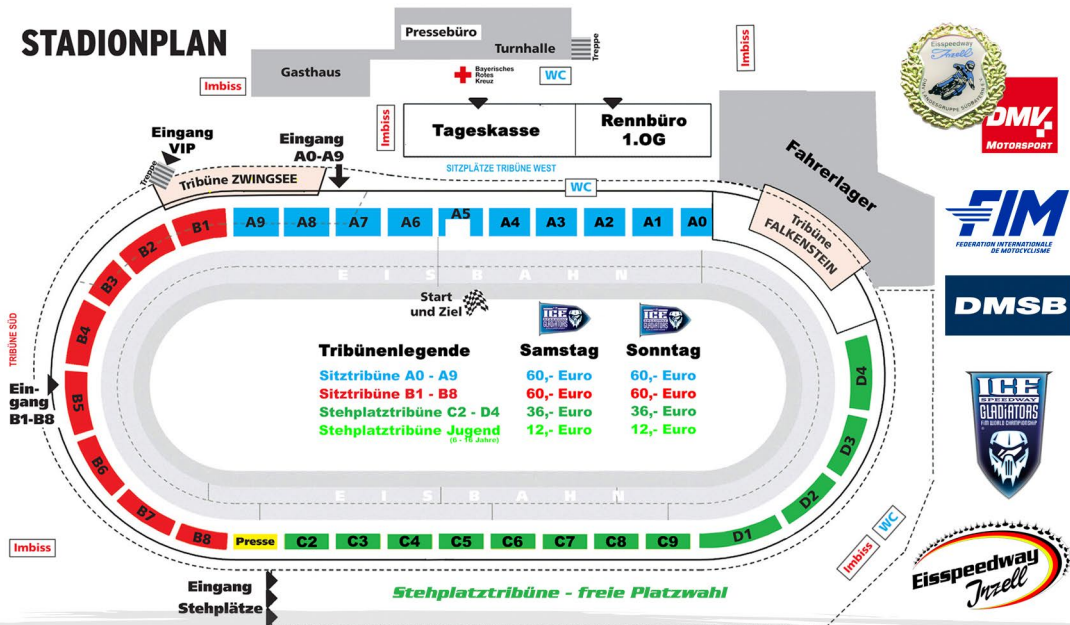 STADIONPLAN
Pressebüro
Turnhalle
Treppe
Gasthaus
Imbiss
Bayerisches
Rotes
Kreuz
WC
Imbiss
Imbiss
Tageskasse
Rennbüro
1.OG
Eisspeedway
Inzell
DMV LANDESGRUPPE SÜDBAYERN E.V.
DMV
MOTORSPORT
Eingang
VIP
Treppe
Eingang
A0-A9
Tribüne ZWINGSEE
SITZPLÄTZE TRIBÜNE WEST
WC
Fahrerlager
Tribüne
FALKENSTEIN
FIM
FEDERATION INTERNATIONALE
DE MOTOCYCLISME
DMSB
B1
A9
A8
A7
A6
A5
A4
A3
A2
A1
A0
B2
B3
B4
B5
B6
B7
B8
EISBAHN
Start
und Ziel
ICE
ICE
Tribünenlegende Samstag Sonntag
Sitztribüne A0 - A9 60,- Euro 60,- Euro
Sitztribüne B1 - B8 60,- Euro 60,- Euro
Stehplatztribüne C2 - D4 36,- Euro 36,- Euro
Stehplatztribüne Jugend 12,- Euro 12,- Euro
(6 - 16 Jahre)
TRIBÜNE SÜD
Ein-
gang
B1-B8
D4
D3
D2
D1
EISBAHN
Presse
C2
C3
C4
C5
C6
C7
C8
C9
ICE
SPEEDWAY
GLADIATORS
FIM WORLD CHAMPIONSHIP
Imbiss
Imbiss
WC
Eingang
Stehplätze
Stehplatztribüne - freie Platzwahl
Eisspeedway
Inzell